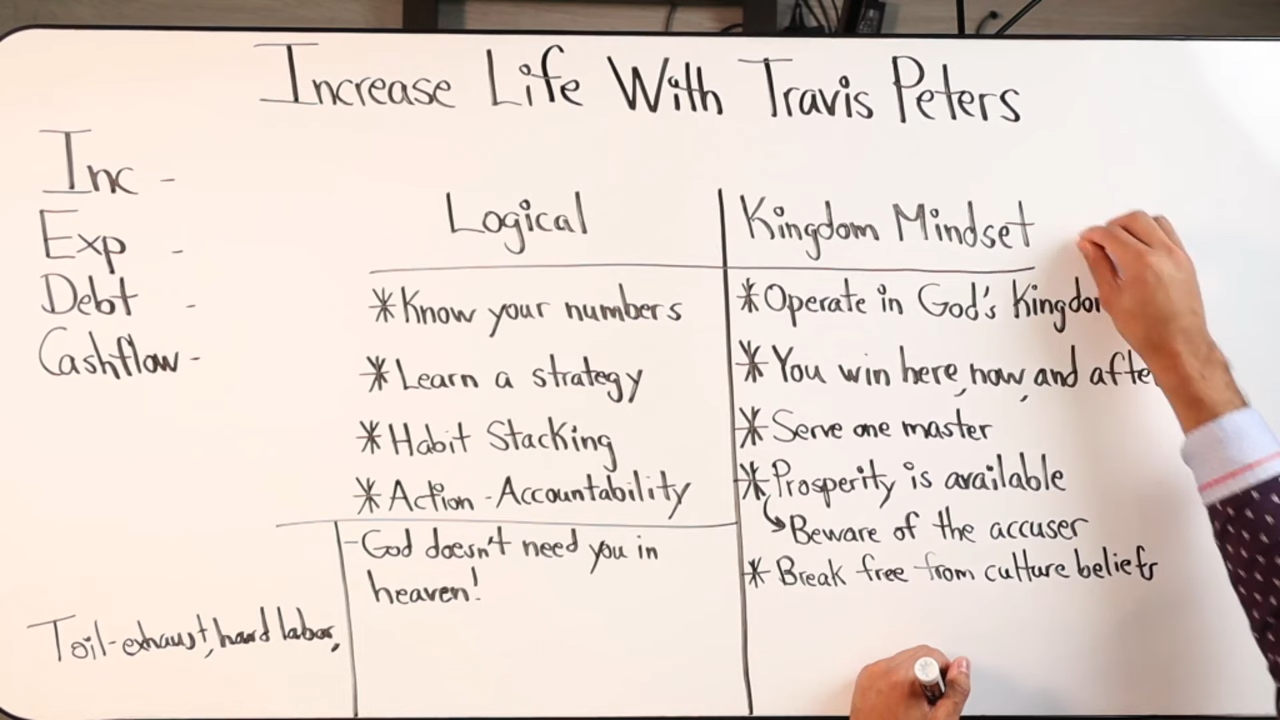 Increase Life With Travis Peters
Inc -
Exp -
Debt -
Cashflow -
Logical
*Know your numbers
*Learn a strategy
*Habit Stacking
*Action - Accountability
-God doesn't need you in
heaven!
Toil-exhaust, hard labor,
Kingdom Mindset
*Operate in God's
*You win here, now, and
*Serve one master
*Prosperity is available
↳Beware of the accuser
*Break free from culture beliefs